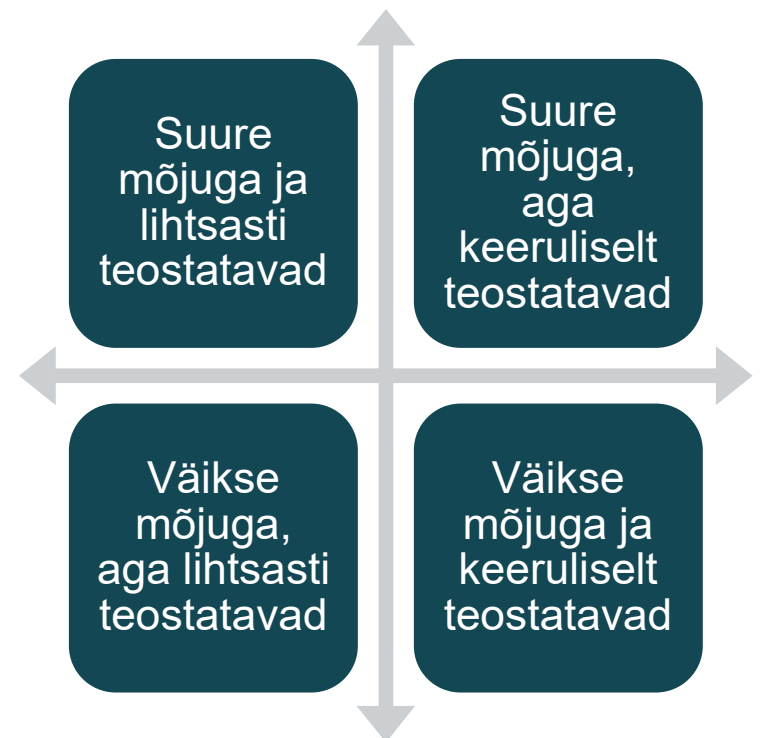 Suure
mõjuga ja
lihtsasti
teostatavad
Suure
mõjuga,
aga
keeruliselt
teostatavad
Väikse
mõjuga,
aga lihtsasti
teostatavad
Väikse
mõjuga ja
keeruliselt
teostatavad